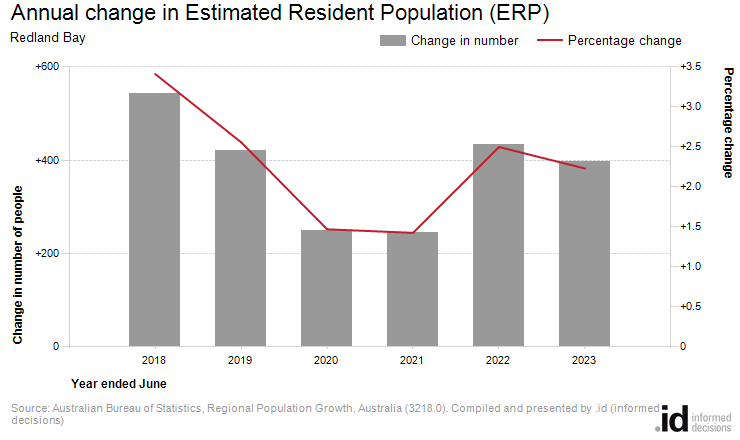 Annual change in Estimated Resident Population (ERP)
Redland Bay
Change in number
Percentage change
+600
+400
+200
0
Change in number of people
+3.5
+3.0
+2.5
+2.0
+1.5
+1.0
+0.5
0
Percentage change
2018 2019 2020 2021 2022 2023
Year ended June
Source: Australian Bureau of Statistics, Regional Population Growth, Australia (3218.0). Compiled and presented by .id (informed
decisions)
.id informed
decisions